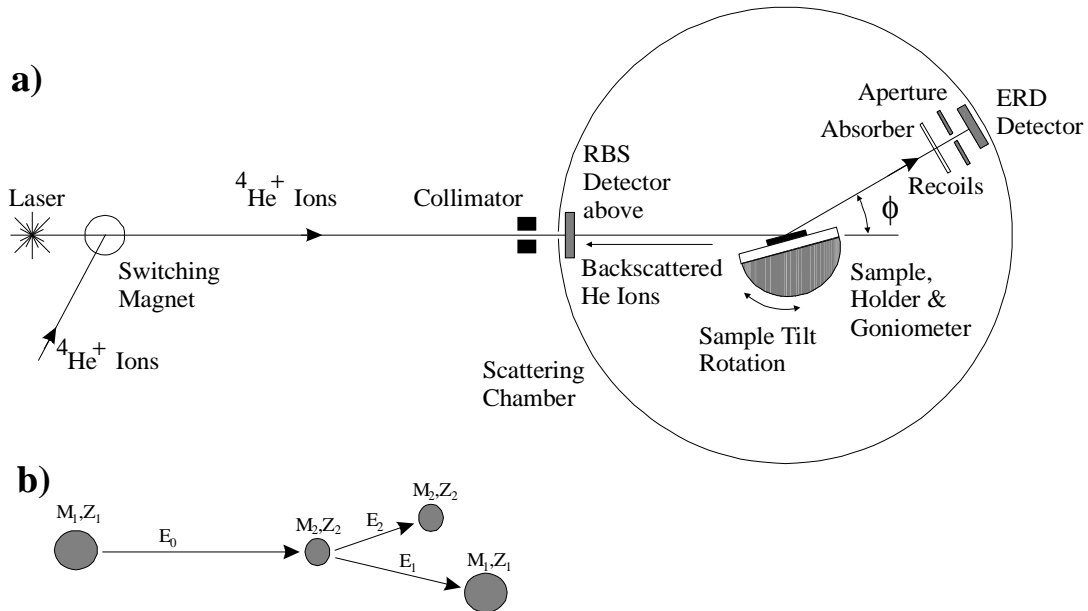 a)
Laser
Switching
Magnet
⁴He⁺ Ions
⁴He⁺ Ions
Collimator
RBS
Detector
above
Backscattered
He Ions
Scattering
Chamber
Aperture
Absorber
ERD
Detector
Recoils
ϕ
Sample,
Holder &
Goniometer
Sample Tilt
Rotation
b)
M₁,Z₁
E₀
M₂,Z₂
E₂
M₂,Z₂
E₁
M₁,Z₁